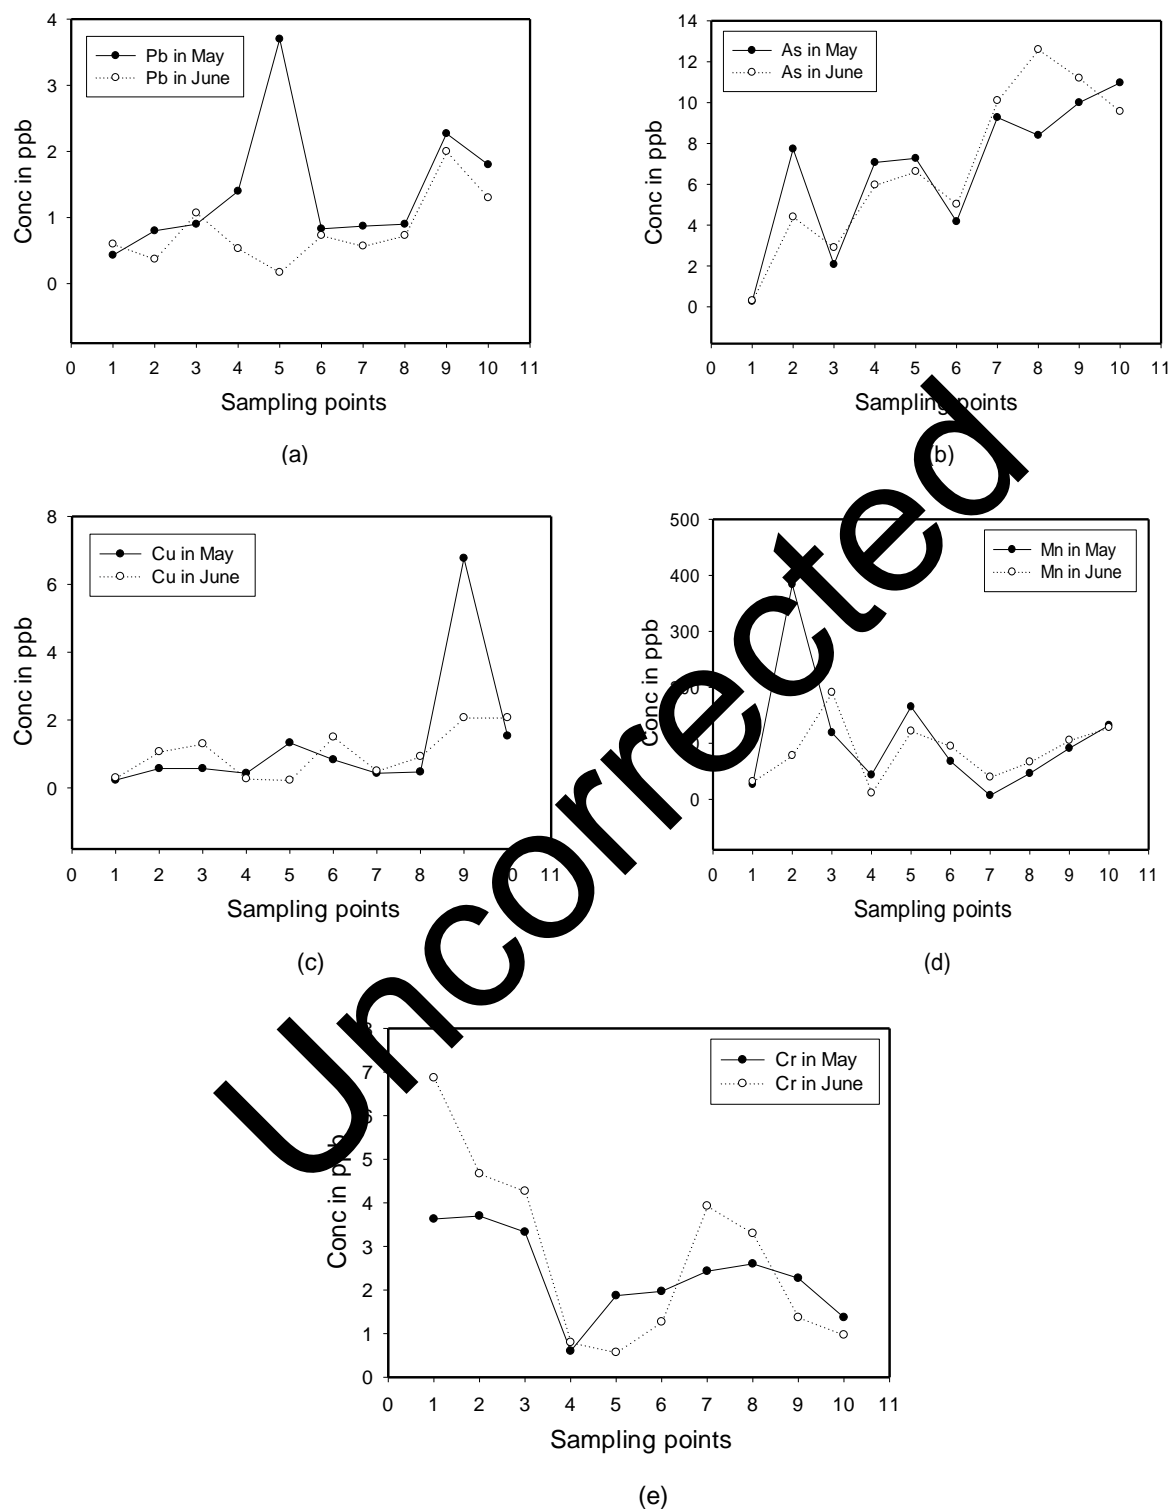 4
3
2
1
0
Conc in ppb
Pb in May
Pb in June
0 1 2 3 4 5 6 7 8 9 10 11
Sampling points
(a)
14
12
10
8
6
4
2
0
Conc in ppb
As in May
As in June
0 1 2 3 4 5 6 7 8 9 10 11
Sampling points
(b)
8
6
4
2
0
Conc in ppb
Cu in May
Cu in June
0 1 2 3 4 5 6 7 8 9 10 11
Sampling points
(c)
500
400
300
0
Conc in ppb
Mn in May
Mn in June
0 1 2 3 4 5 6 7 8 9 10 11
Sampling points
(d)
8
7
6
5
4
3
2
1
0
Conc in ppb
Cr in May
Cr in June
0 1 2 3 4 5 6 7 8 9 10 11
Sampling points
(e)
Uncorrected